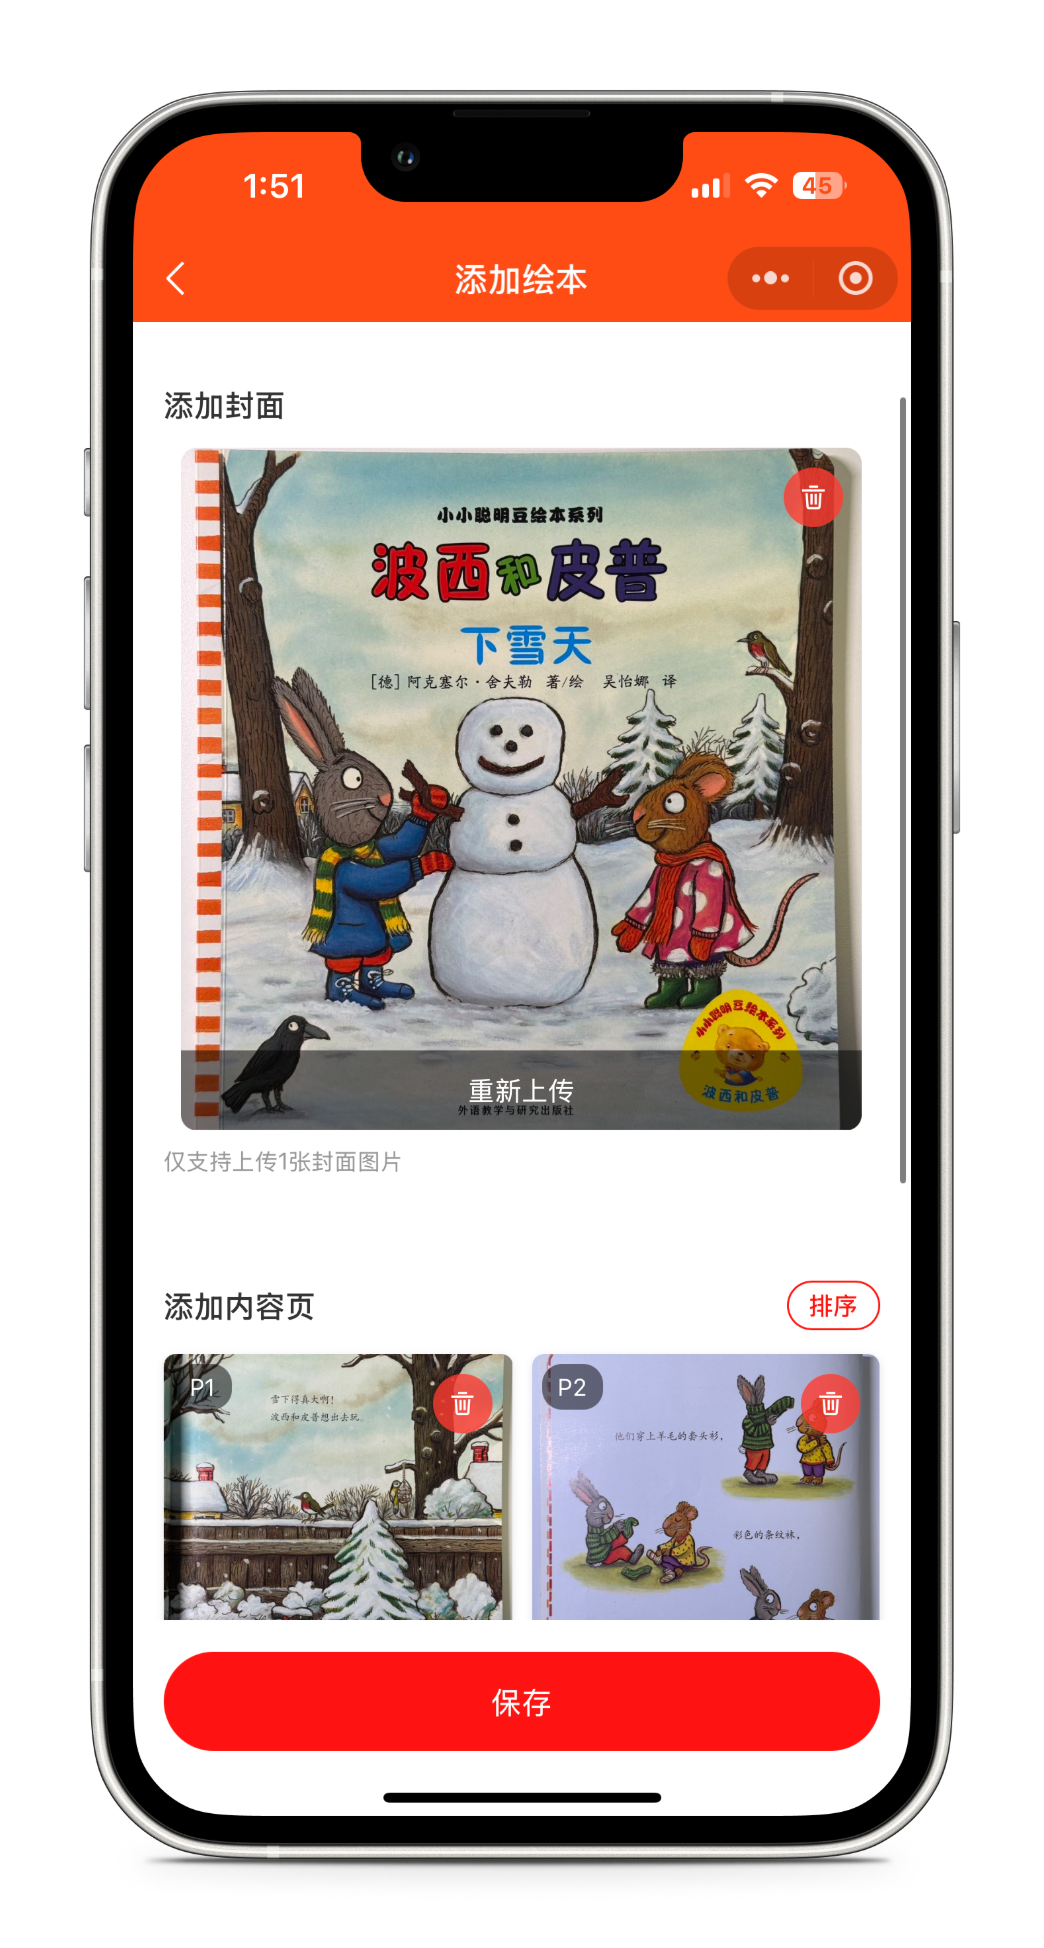 1:51
45
添加绘本
添加封面
小小聪明豆绘本系列
波西和皮普
下雪天
[德] 阿克塞尔·舍夫勒 著/绘 吴怡娜 译
小小聪明豆绘本系列
波西和皮普
重新上传
外语教学与研究出版社
仅支持上传1张封面图片
添加内容页
排序
P1
雪下得真大啊！
波西和皮普想出去玩。
P2
他们穿上羊毛的套头衫，
彩色的条纹袜，
保存